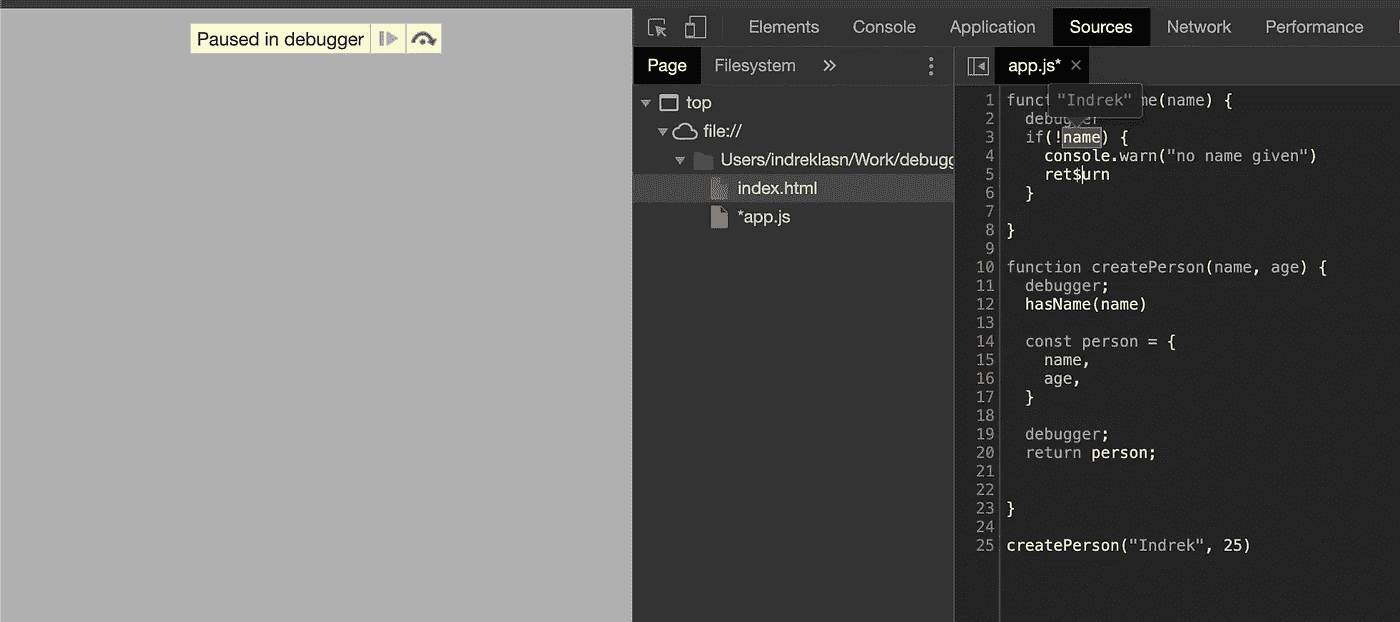 Paused in debugger
Elements Console Application Sources Network Performance
Page Filesystem »
app.js* ×
top
file://
Users/indreklasn/Work/debugg
index.html
*app.js
"Indrek"
1 funct me(name) {
2 debugger
3 if(!name) {
4 console.warn("no name given")
5 ret$urn
6 }
7
8 }
9
10 function createPerson(name, age) {
11 debugger;
12 hasName(name)
13
14 const person = {
15 name,
16 age,
17 }
18
19 debugger;
20 return person;
21
22
23 }
24
25 createPerson("Indrek", 25)